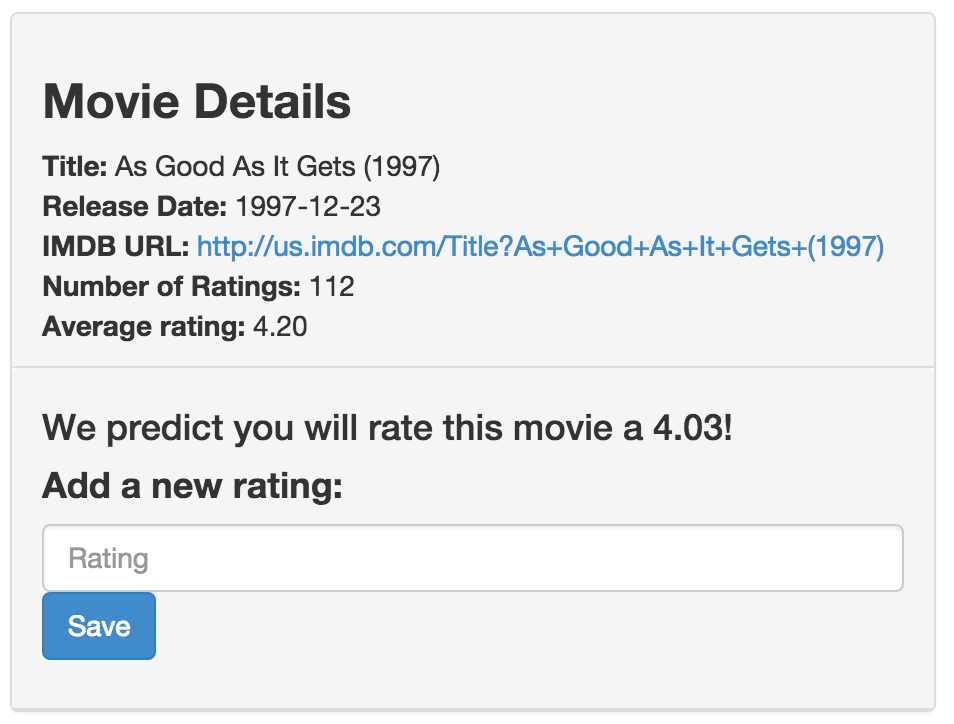 Movie Details
Title: As Good As It Gets (1997)
Release Date: 1997-12-23
IMDB URL: http://us.imdb.com/Title?As+Good+As+It+Gets+(1997)
Number of Ratings: 112
Average rating: 4.20
We predict you will rate this movie a 4.03!
Add a new rating:
Rating
Save